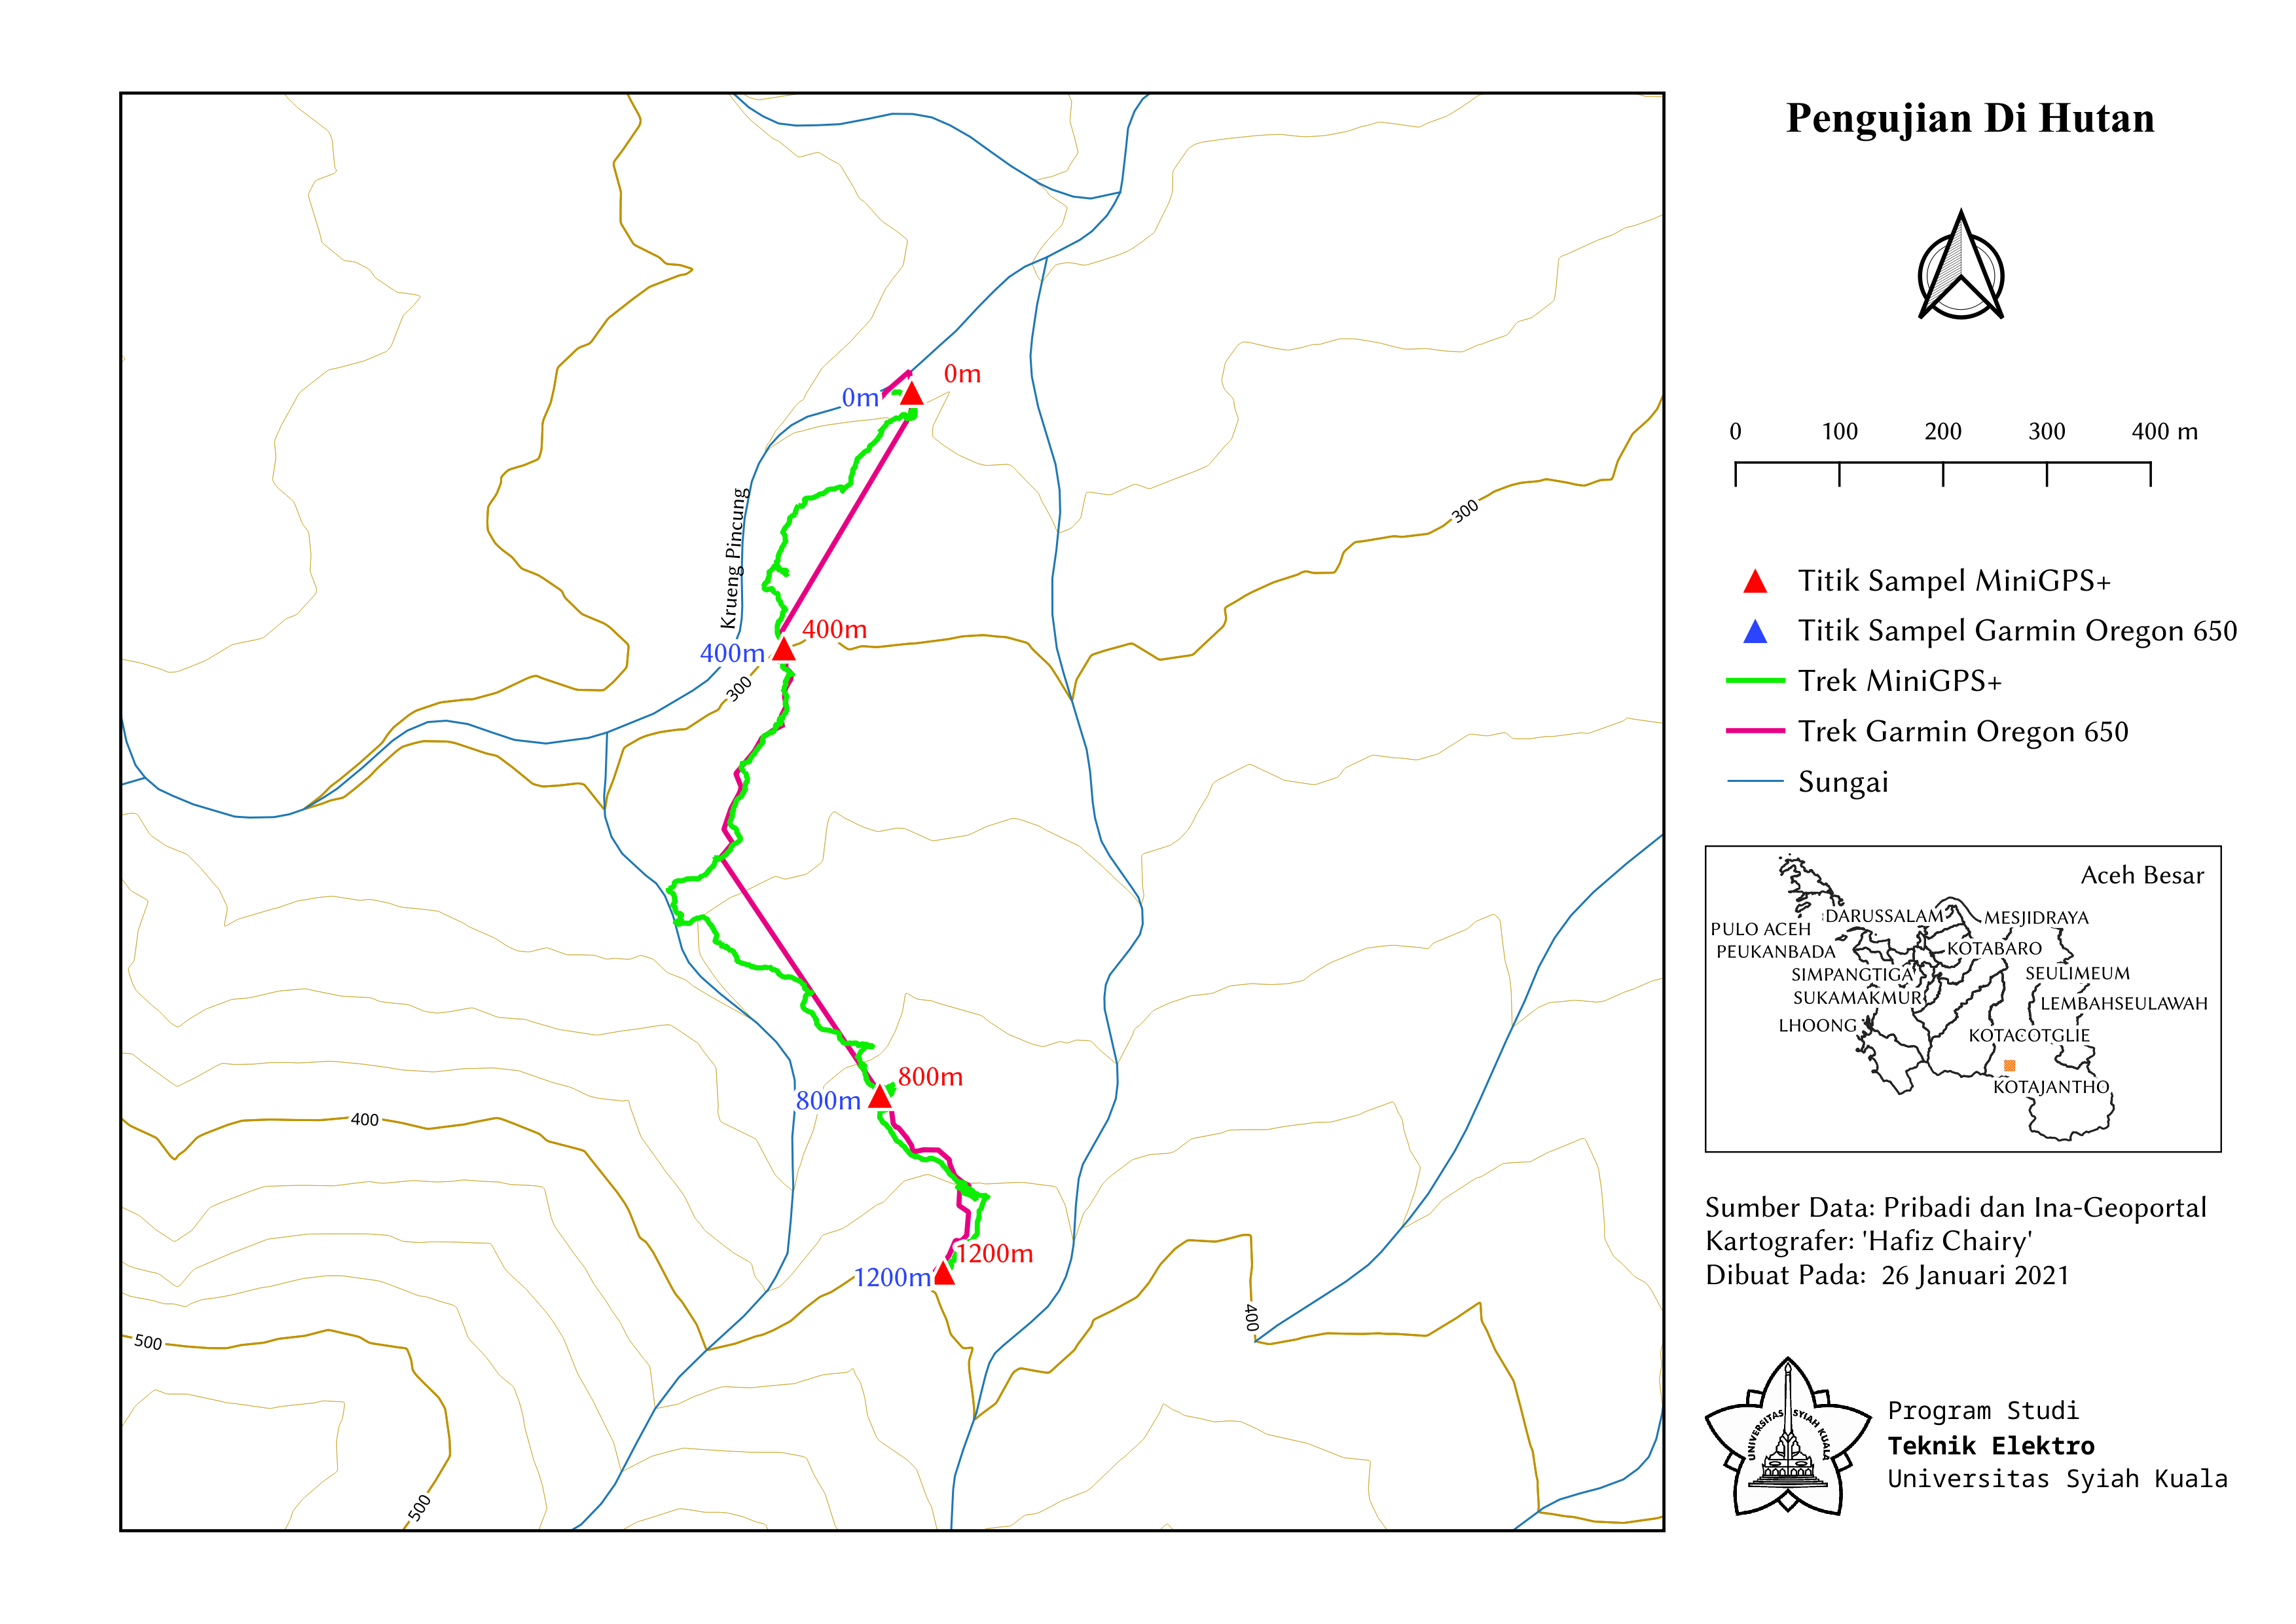 Pengujian Di Hutan
0 100 200 300 400 m
Titik Sampel MiniGPS+
Titik Sampel Garmin Oregon 650
Trek MiniGPS+
Trek Garmin Oregon 650
Sungai
Aceh Besar
PULO ACEH
DARUSSALAM
MESJIDRAYA
PEUKANBADA
KOTABARO
SIMPANGTIGA
SEULIMEUM
SUKAMAKMUR
LEMBAHSEULAWAH
LHOONG
KOTACOTGLIE
KOTAJANTHO
Sumber Data: Pribadi dan Ina-Geoportal
Kartografer: 'Hafiz Chairy'
Dibuat Pada: 26 Januari 2021
UNIVERSITAS SYIAH KUALA
Program Studi
Teknik Elektro
Universitas Syiah Kuala
0m
0m
Krueng Pincung
300
400m
400m
300
800m
800m
400
1200m
1200m
400
500
500